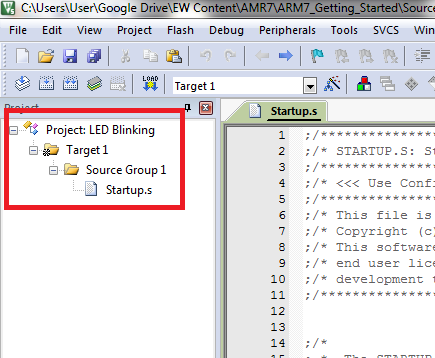 C:\Users\User\Google Drive\EW Content\AMR7\ARM7_Getting_Started\Source
File Edit View Project Flash Debug Peripherals Tools SVCS Window
LOAD Target 1
Project
Startup.s
Project: LED Blinking
Target 1
Source Group 1
Startup.s
1 ;/***************
2 ;/* STARTUP.S: St
3 ;/***************
4 ;/* <<< Use Confi
5 ;/***************
6 ;/* This file is
7 ;/* Copyright (c)
8 ;/* This software
9 ;/* end user lice
10 ;/* development t
11 ;/***************
12
13
14 ;/*
15 ; * The STARTUP